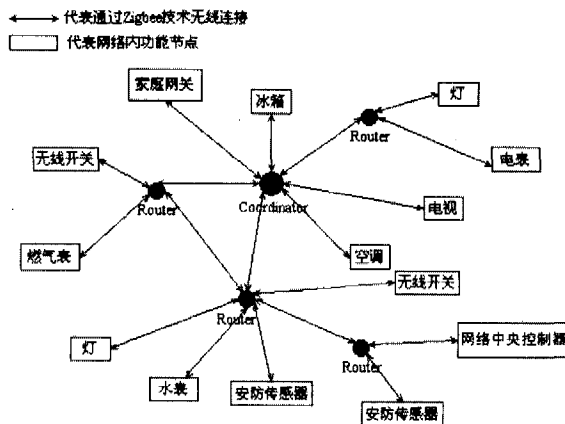 代表通过Zigbee技术无线连接
代表网络内功能节点
家庭网关
冰箱
灯
Router
电表
无线开关
Router
Coordinator
电视
燃气表
空调
无线开关
Router
灯
网络中央控制器
Router
水表
安防传感器
安防传感器